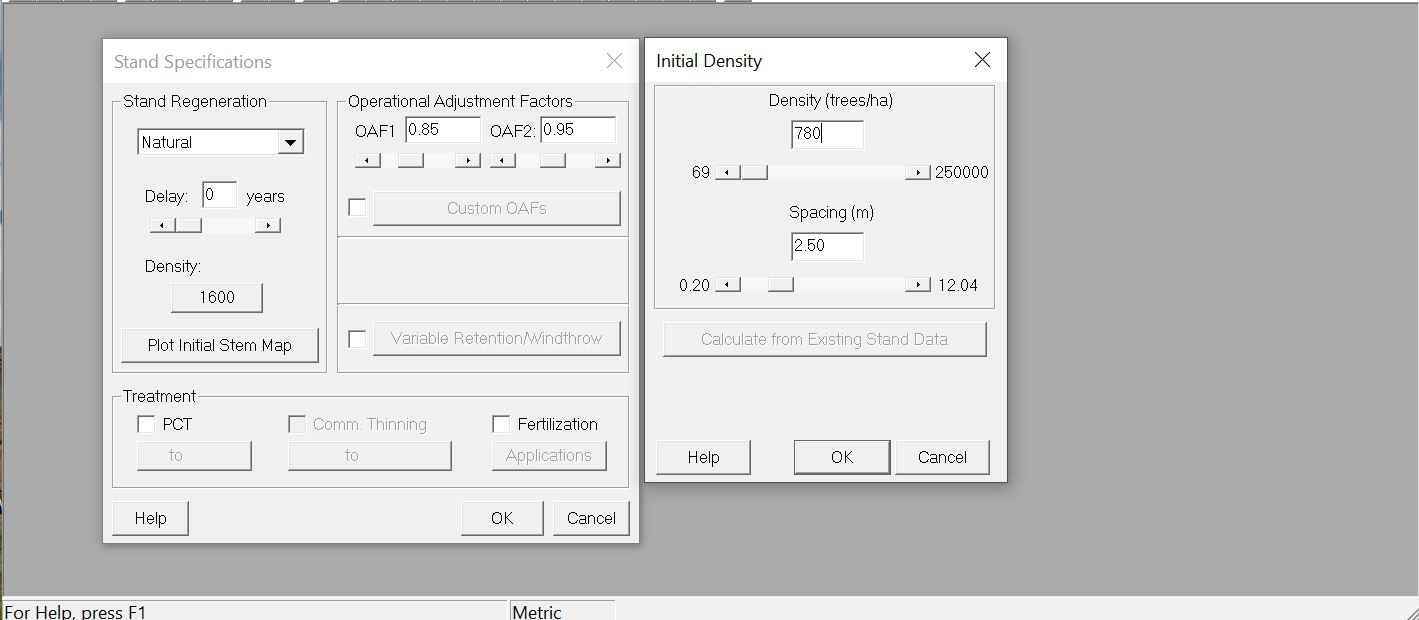 Stand Specifications
Stand Regeneration
Natural
Delay: 0 years
Density:
1600
Plot Initial Stem Map
Operational Adjustment Factors
OAF1 0.85 OAF2: 0.95
Custom OAFs
Variable Retention/Windthrow
Treatment
PCT Comm. Thinning Fertilization
to to Applications
Help OK Cancel
Initial Density
Density (trees/ha)
780
69 250000
Spacing (m)
2.50
0.20 12.04
Calculate from Existing Stand Data
Help OK Cancel
For Help, press F1 Metric